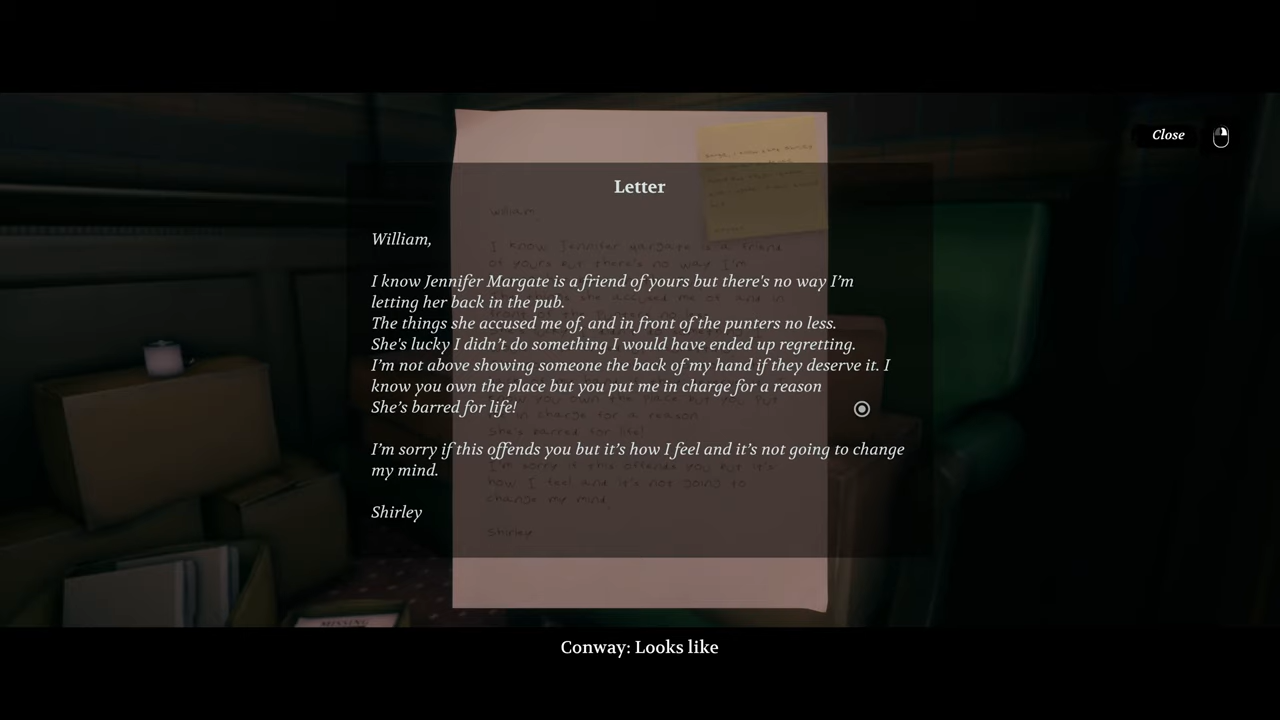 Close
Letter
William,
I know Jennifer Margate is a friend of yours but there's no way I'm
letting her back in the pub.
The things she accused me of, and in front of the punters no less.
She's lucky I didn't do something I would have ended up regretting.
I'm not above showing someone the back of my hand if they deserve it. I
know you own the place but you put me in charge for a reason
She's barred for life!
I'm sorry if this offends you but it's how I feel and it's not going to change
my mind.
Shirley
MISSING
Conway: Looks like